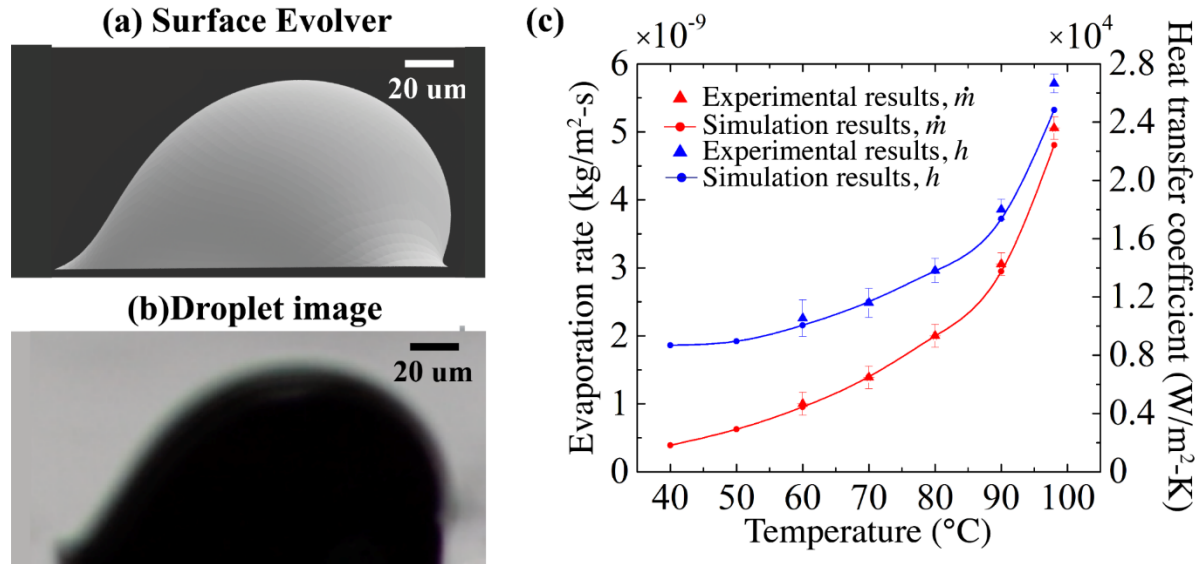 (a) Surface Evolver
20 um
(b)Droplet image
20 um
(c)
×10⁻⁹
×10⁴
Evaporation rate (kg/m²-s)
6
5
4
3
2
1
0
Experimental results, ṁ
Simulation results, ṁ
Experimental results, h
Simulation results, h
2.8
2.4
2.0
1.6
1.2
0.8
0.4
0
Heat transfer coefficient (W/m²-K)
40 50 60 70 80 90 100
Temperature (°C)